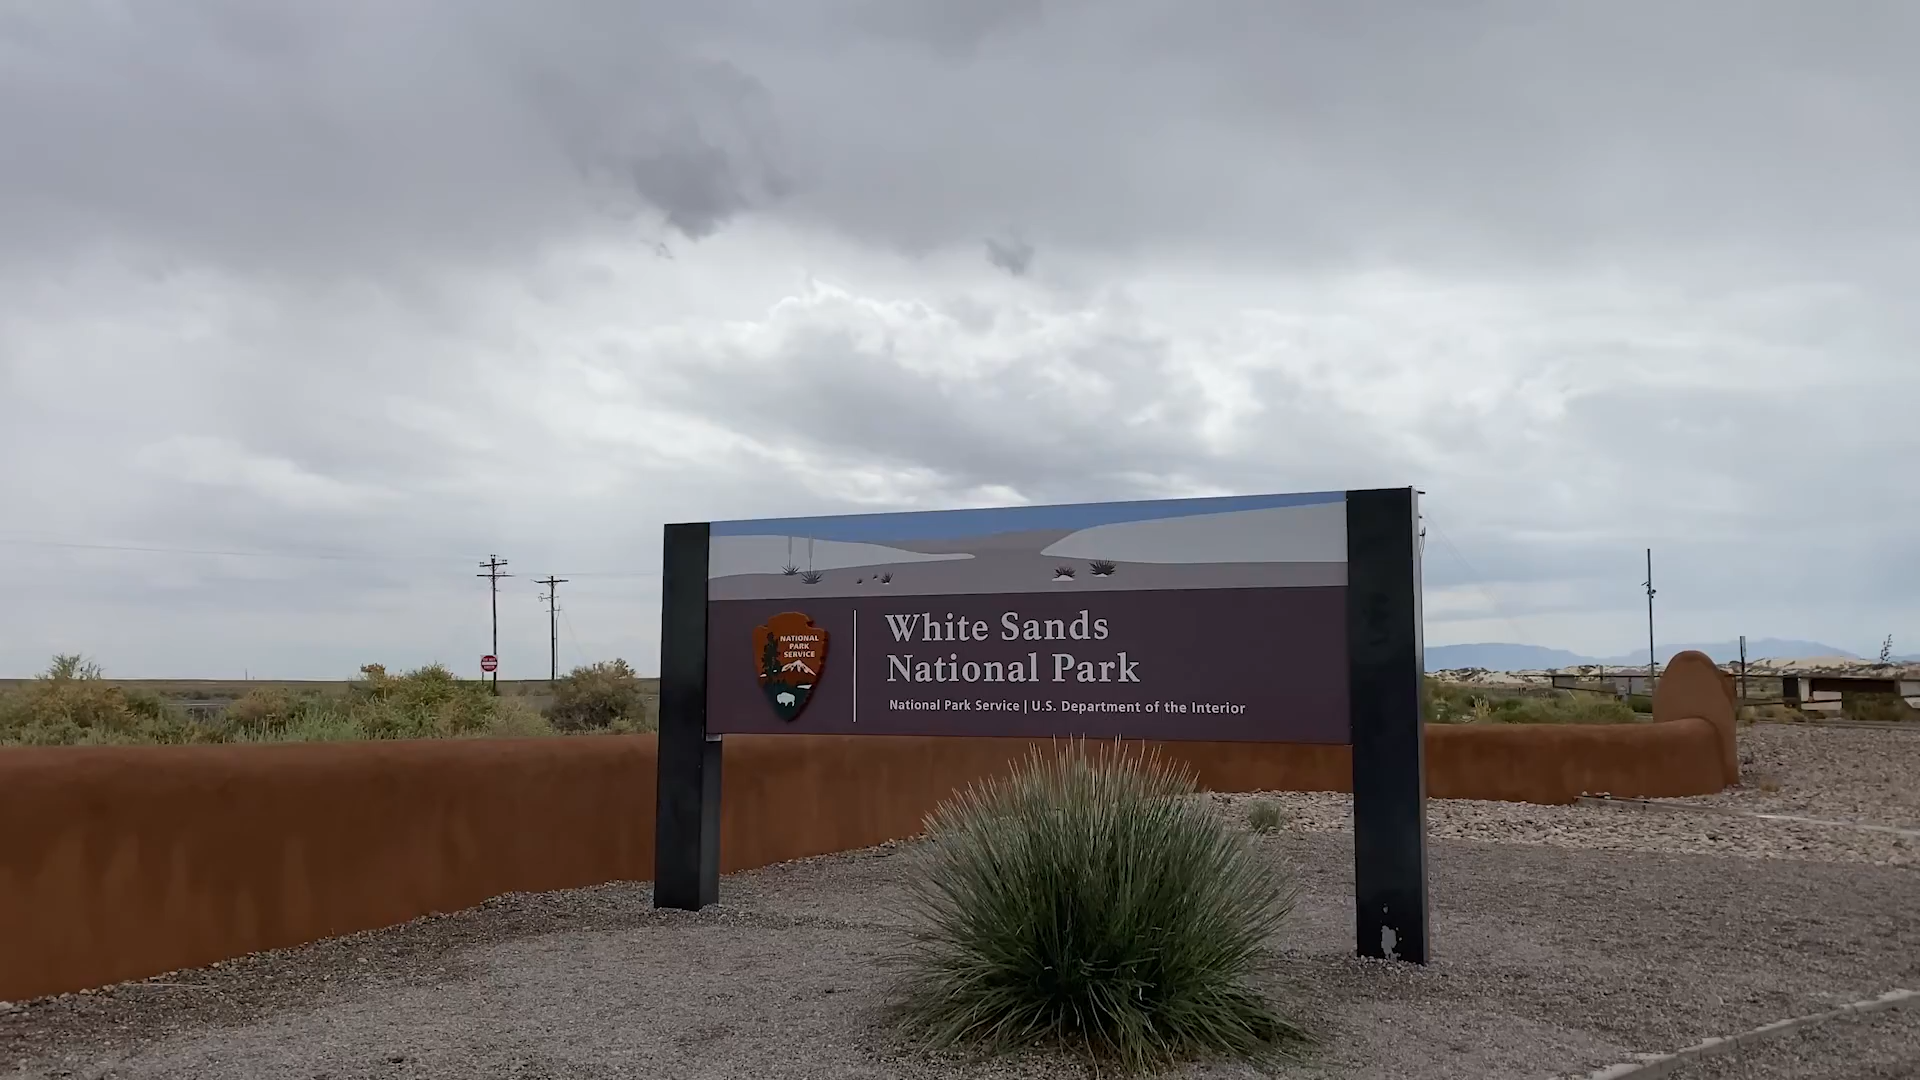 NATIONAL
PARK
SERVICE
White Sands
National Park
National Park Service | U.S. Department of the Interior